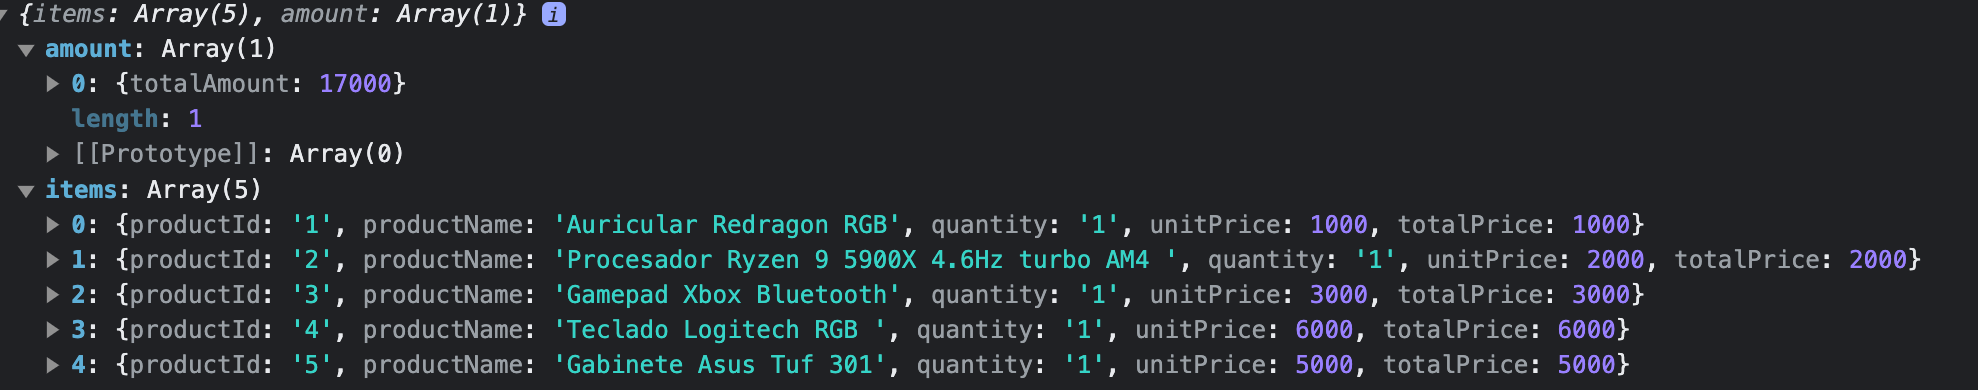 {items: Array(5), amount: Array(1)} i
amount: Array(1)
0: {totalAmount: 17000}
length: 1
[[Prototype]]: Array(0)
items: Array(5)
0: {productId: '1', productName: 'Auricular Redragon RGB', quantity: '1', unitPrice: 1000, totalPrice: 1000}
1: {productId: '2', productName: 'Procesador Ryzen 9 5900X 4.6Hz turbo AM4 ', quantity: '1', unitPrice: 2000, totalPrice: 2000}
2: {productId: '3', productName: 'Gamepad Xbox Bluetooth', quantity: '1', unitPrice: 3000, totalPrice: 3000}
3: {productId: '4', productName: 'Teclado Logitech RGB ', quantity: '1', unitPrice: 6000, totalPrice: 6000}
4: {productId: '5', productName: 'Gabinete Asus Tuf 301', quantity: '1', unitPrice: 5000, totalPrice: 5000}